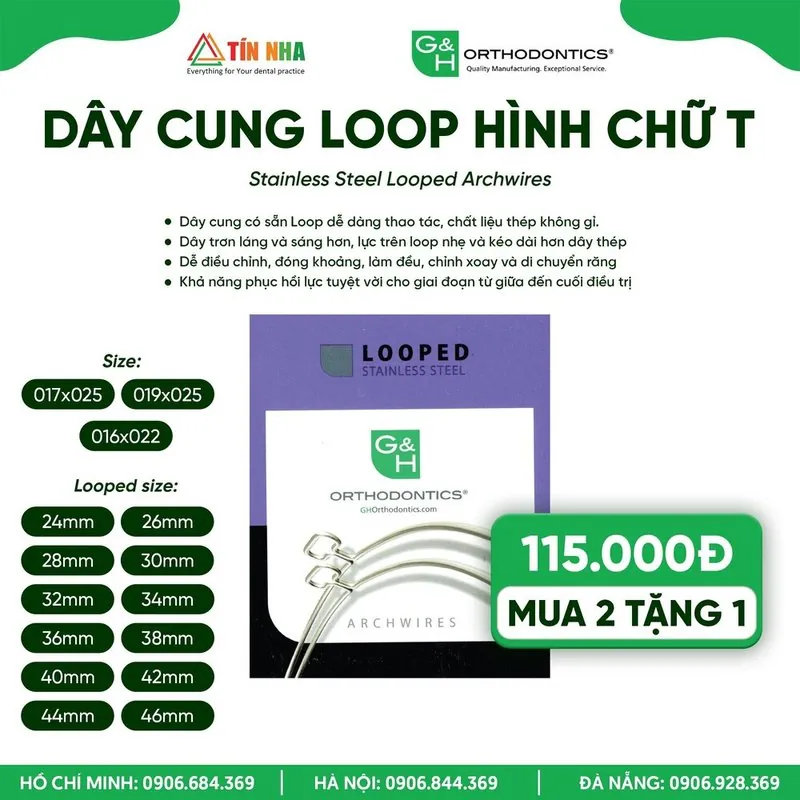 TÍN NHA
Everything for Your dental practice
G&H ORTHODONTICS®
Quality Manufacturing. Exceptional Service.
DÂY CUNG LOOP HÌNH CHỮ T
Stainless Steel Looped Archwires
• Dây cung có sẵn Loop dễ dàng thao tác, chất liệu thép không gỉ.
• Dây trơn láng và sáng hơn, lực trên loop nhẹ và kéo dài hơn dây thép
• Dễ điều chỉnh, đóng khoảng, làm đều, chỉnh xoay và di chuyển răng
• Khả năng phục hồi lực tuyệt vời cho giai đoạn từ giữa đến cuối điều trị
Size:
017x025 019x025
016x022
Looped size:
24mm 26mm
28mm 30mm
32mm 34mm
36mm 38mm
40mm 42mm
44mm 46mm
LOOPED
STAINLESS STEEL
G&H
ORTHODONTICS®
GHOrthodontics.com
ARCHWIRES
115.000Đ
MUA 2 TẶNG 1
HỒ CHÍ MINH: 0906.684.369 | HÀ NỘI: 0906.844.369 | ĐÀ NẴNG: 0906.928.369